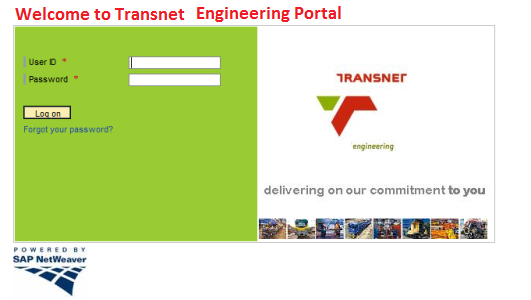 Welcome to Transnet Engineering Portal
User ID *
Password *
Log on
Forgot your password?
TRANSNET
engineering
delivering on our commitment to you
POWERED BY
SAP NetWeaver